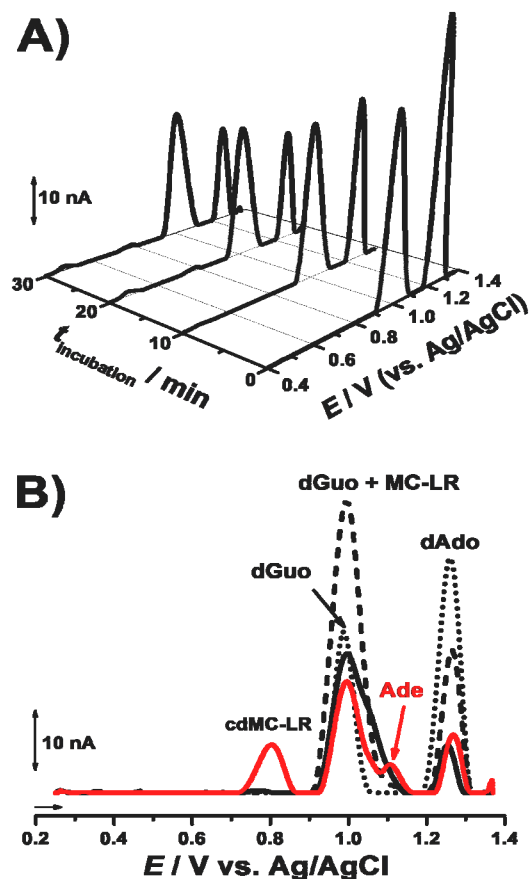 A)
10 nA
30
20
10
0
t incubation / min
0.4
0.6
0.8
1.0
1.2
1.4
E / V (vs. Ag/AgCl)
B)
dGuo + MC-LR
dGuo
dAdo
Ade
cdMC-LR
10 nA
0.2 0.4 0.6 0.8 1.0 1.2 1.4
E / V vs. Ag/AgCl